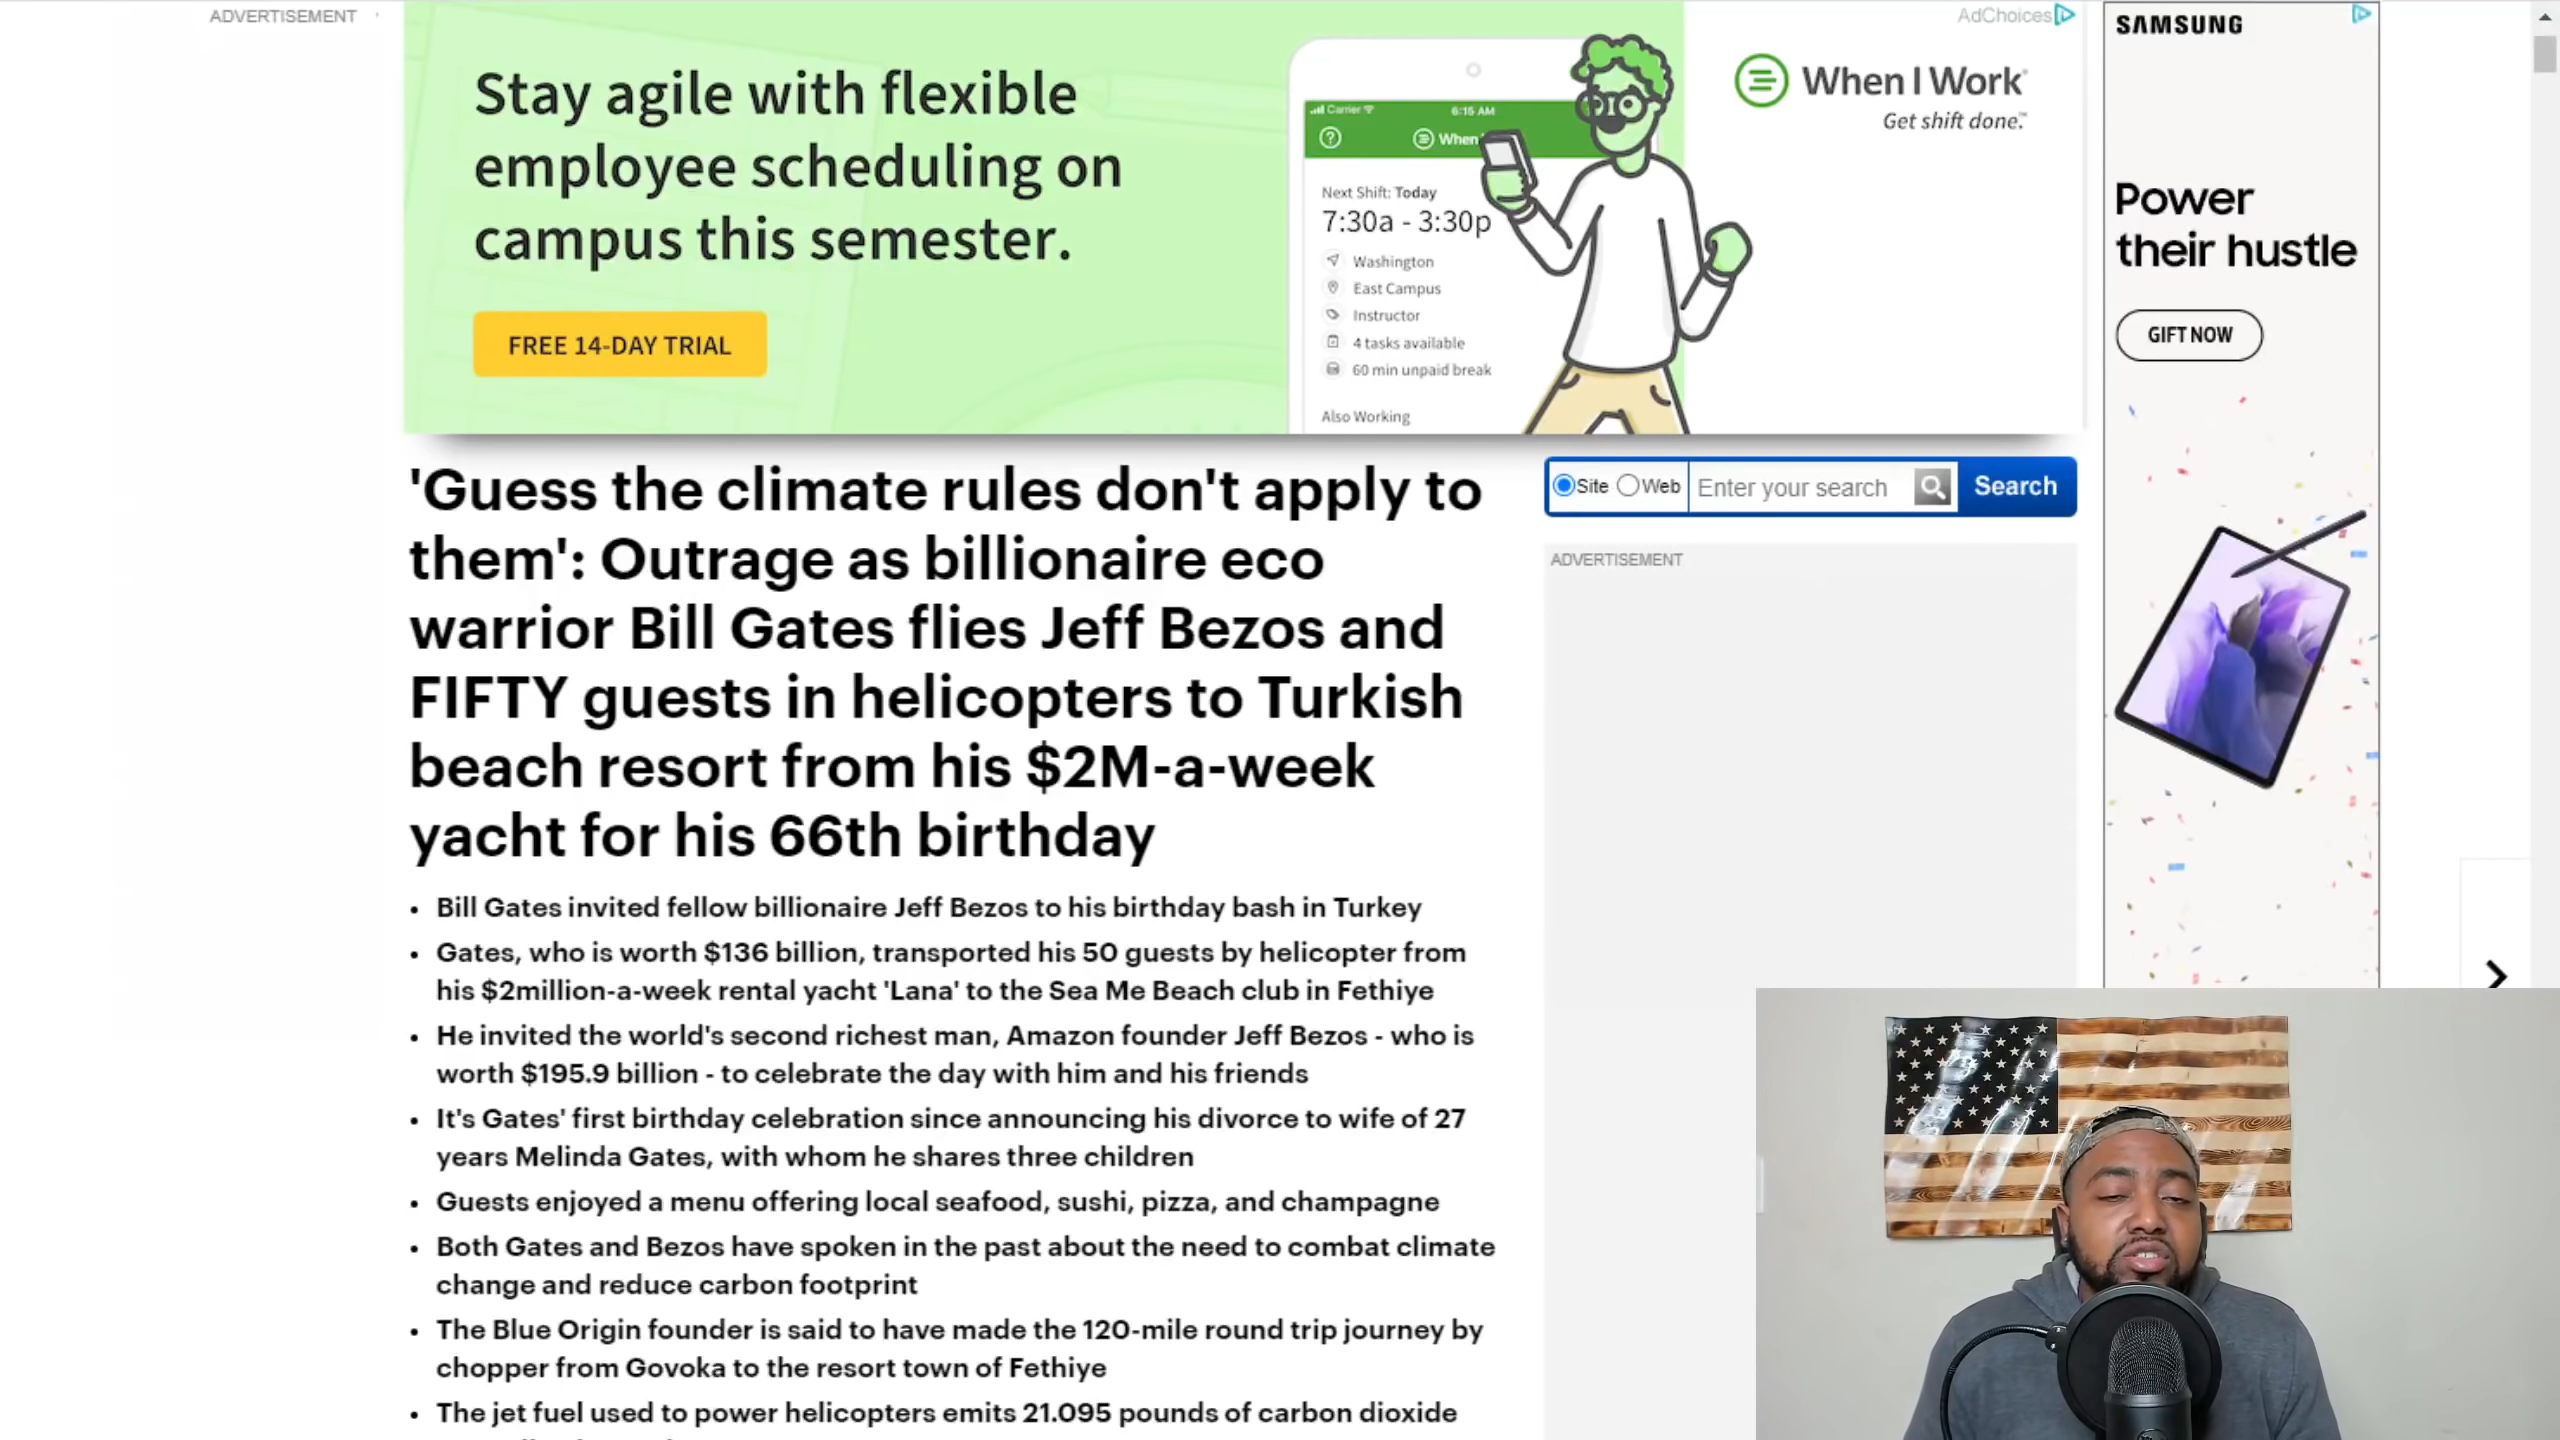 ADVERTISEMENT
Stay agile with flexible
employee scheduling on
campus this semester.
FREE 14-DAY TRIAL
Carrier
6:15 AM
When
Next Shift: Today
7:30a - 3:30p
Washington
East Campus
Instructor
4 tasks available
60 min unpaid break
Also Working
AdChoices
When I Work
Get shift done.™
SAMSUNG
Power
their hustle
GIFT NOW
'Guess the climate rules don't apply to
them': Outrage as billionaire eco
warrior Bill Gates flies Jeff Bezos and
FIFTY guests in helicopters to Turkish
beach resort from his $2M-a-week
yacht for his 66th birthday
Site Web Enter your search Search
ADVERTISEMENT
• Bill Gates invited fellow billionaire Jeff Bezos to his birthday bash in Turkey
• Gates, who is worth $136 billion, transported his 50 guests by helicopter from
his $2million-a-week rental yacht 'Lana' to the Sea Me Beach club in Fethiye
• He invited the world's second richest man, Amazon founder Jeff Bezos - who is
worth $195.9 billion - to celebrate the day with him and his friends
• It's Gates' first birthday celebration since announcing his divorce to wife of 27
years Melinda Gates, with whom he shares three children
• Guests enjoyed a menu offering local seafood, sushi, pizza, and champagne
• Both Gates and Bezos have spoken in the past about the need to combat climate
change and reduce carbon footprint
• The Blue Origin founder is said to have made the 120-mile round trip journey by
chopper from Govoka to the resort town of Fethiye
• The jet fuel used to power helicopters emits 21.095 pounds of carbon dioxide